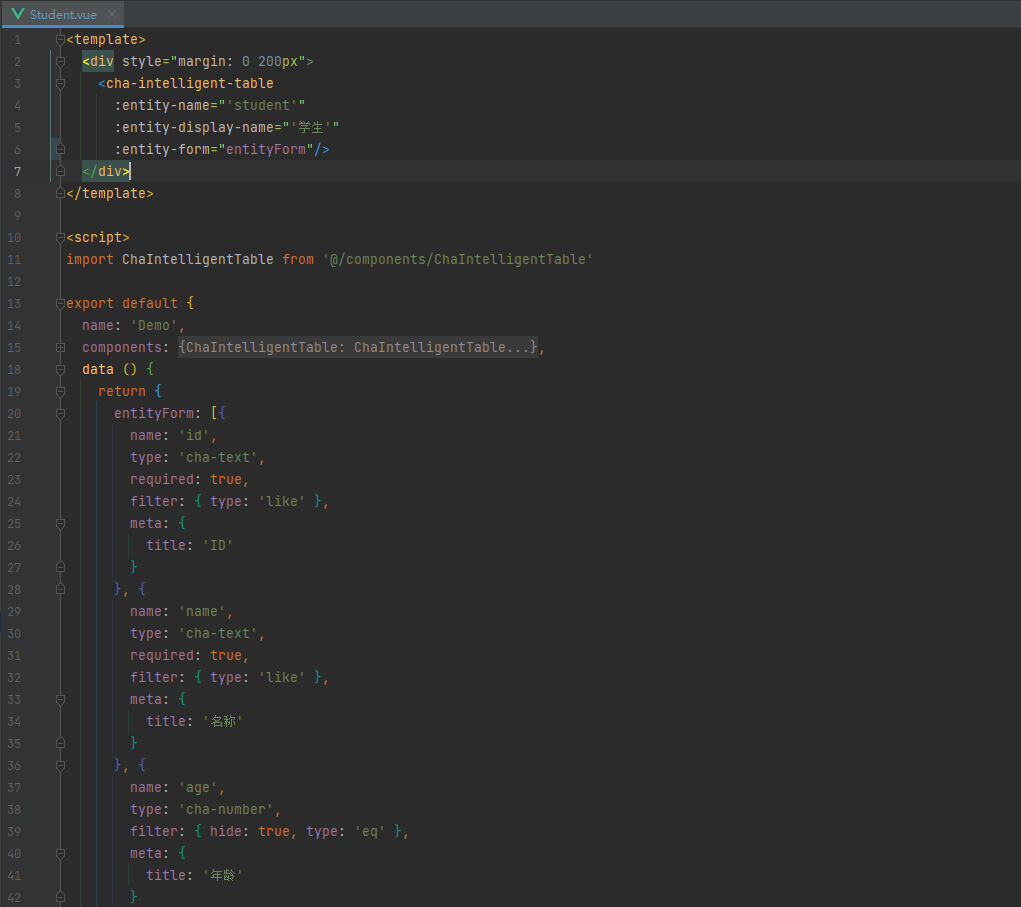 Student.vue
1 <template>
2 <div style="margin: 0 200px">
3 <cha-intelligent-table
4 :entity-name="'student'"
5 :entity-display-name="'学生'"
6 :entity-form="entityForm"/>
7 </div>
8 </template>
9
10 <script>
11 import ChaIntelligentTable from '@/components/ChaIntelligentTable'
12
13 export default {
14 name: 'Demo',
15 components: {ChaIntelligentTable: ChaIntelligentTable...},
18 data () {
19 return {
20 entityForm: [{
21 name: 'id',
22 type: 'cha-text',
23 required: true,
24 filter: { type: 'like' },
25 meta: {
26 title: 'ID'
27 }
28 }, {
29 name: 'name',
30 type: 'cha-text',
31 required: true,
32 filter: { type: 'like' },
33 meta: {
34 title: '名称'
35 }
36 }, {
37 name: 'age',
38 type: 'cha-number',
39 filter: { hide: true, type: 'eq' },
40 meta: {
41 title: '年龄'
42 }